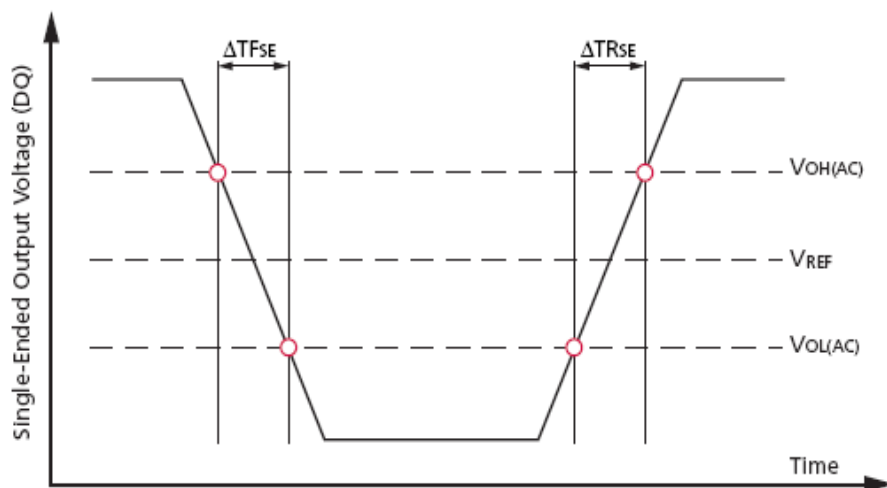 ΔTFSE
ΔTRSE
Single-Ended Output Voltage (DQ)
VOH(AC)
VREF
VOL(AC)
Time